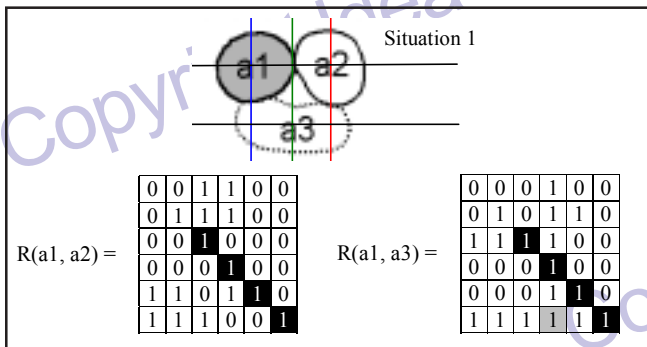 Situation 1
a1 a2
a3
R(a1, a2) =
0 0 1 1 0 0
0 1 1 1 0 0
0 0 1 0 0 0
0 0 0 1 0 0
1 1 0 1 1 0
1 1 1 0 0 1
R(a1, a3) =
0 0 0 1 0 0
0 1 0 1 1 0
1 1 1 1 0 0
0 0 0 1 0 0
0 0 0 1 1 0
1 1 1 1 1 1
Copyri